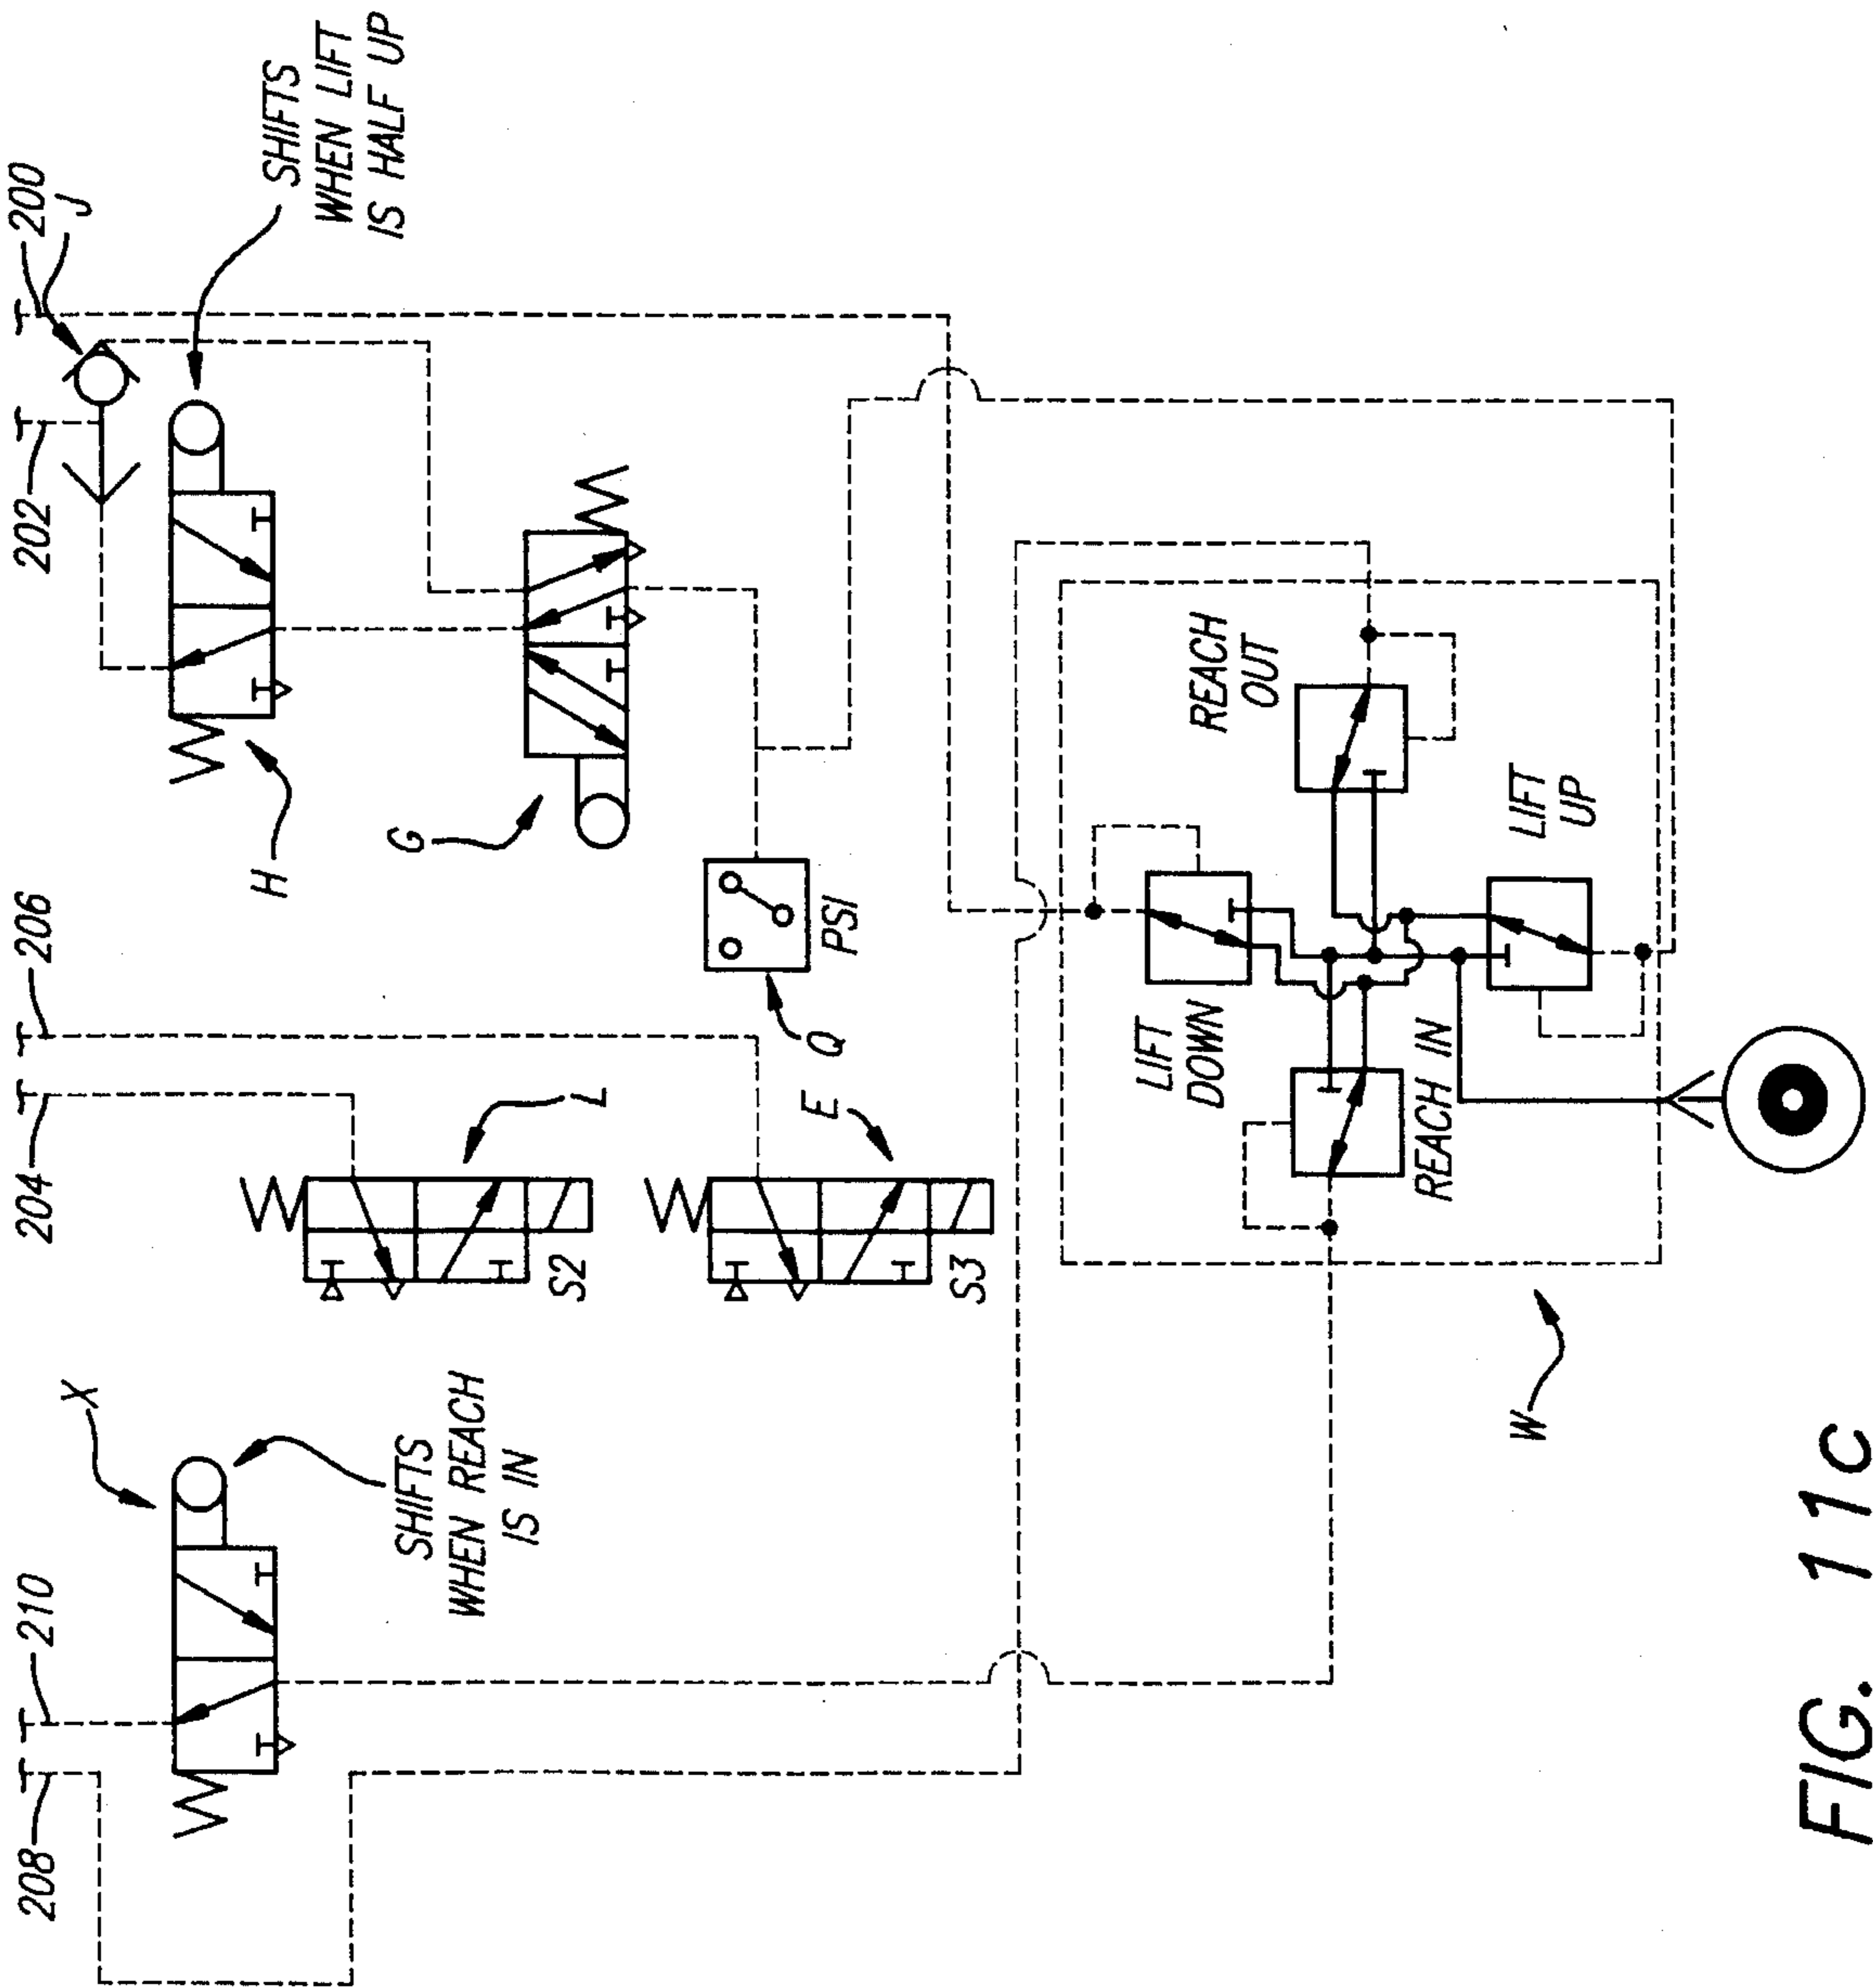 208
210
X
SHIFTS
WHEN REACH
IS IN
204
206
L
S2
E
S3
202
200
J
SHIFTS
WHEN LIFT
IS HALF UP
H
G
Q
PSI
W
LIFT
DOWN
REACH
OUT
REACH IN
LIFT
UP
FIG. 11c